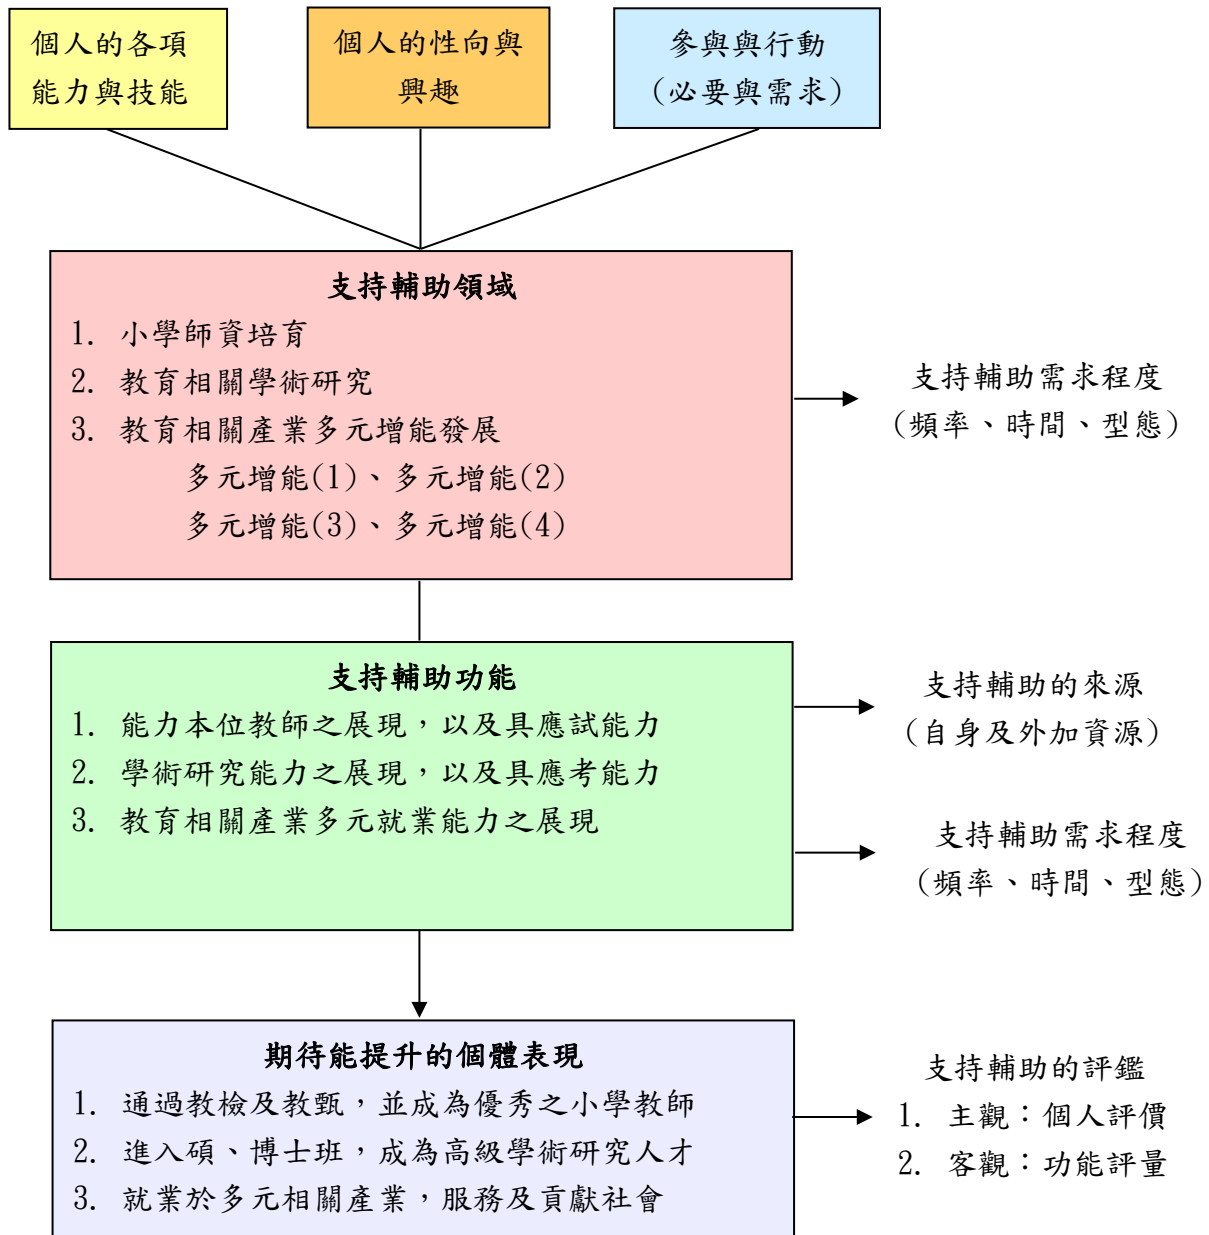 個人的各項
能力與技能
個人的性向與
興趣
參與與行動
(必要與需求)
支持輔助領域
1. 小學師資培育
2. 教育相關學術研究
3. 教育相關產業多元增能發展
多元增能(1)、多元增能(2)
多元增能(3)、多元增能(4)
支持輔助需求程度
(頻率、時間、型態)
支持輔助功能
1. 能力本位教師之展現，以及具應試能力
2. 學術研究能力之展現，以及具應考能力
3. 教育相關產業多元就業能力之展現
支持輔助的來源
(自身及外加資源)
支持輔助需求程度
(頻率、時間、型態)
期待能提升的個體表現
1. 通過教檢及教甄，並成為優秀之小學教師
2. 進入碩、博士班，成為高級學術研究人才
3. 就業於多元相關產業，服務及貢獻社會
支持輔助的評鑑
1. 主觀：個人評價
2. 客觀：功能評量